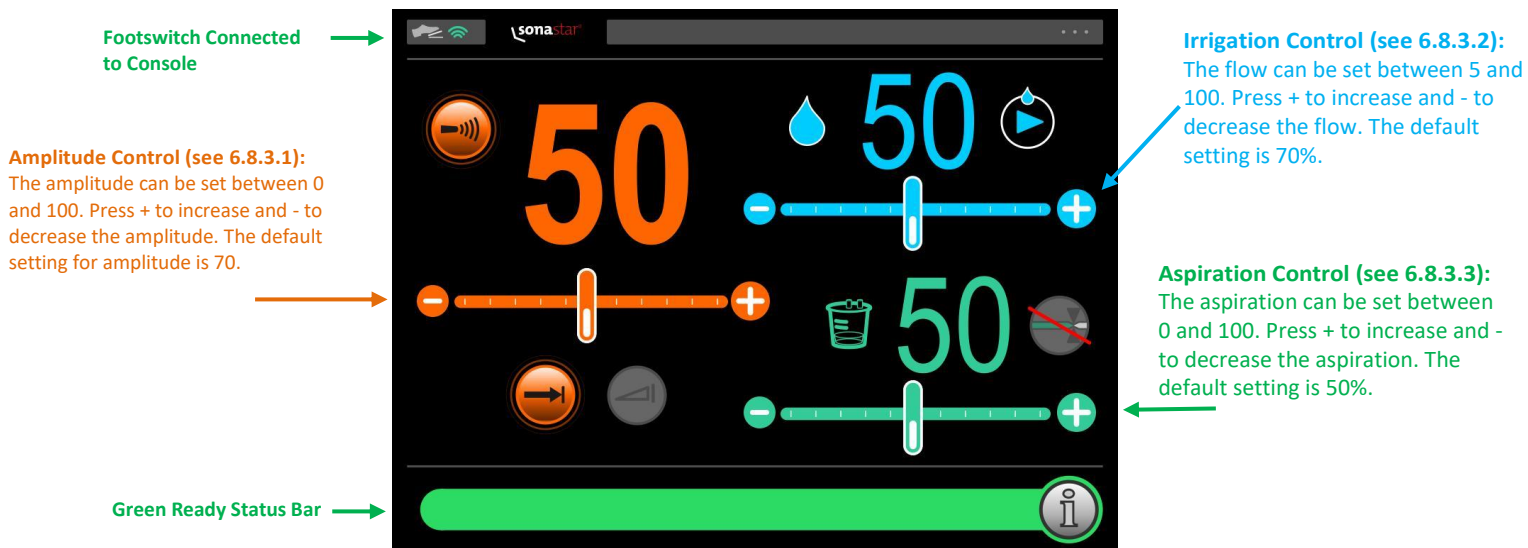 Footswitch Connected
to Console
sonastar
Irrigation Control (see 6.8.3.2):
The flow can be set between 5 and
100. Press + to increase and - to
decrease the flow. The default
setting is 70%.
50
50
Amplitude Control (see 6.8.3.1):
The amplitude can be set between 0
and 100. Press + to increase and - to
decrease the amplitude. The default
setting for amplitude is 70.
Aspiration Control (see 6.8.3.3):
The aspiration can be set between
0 and 100. Press + to increase and -
to decrease the aspiration. The
default setting is 50%.
50
Green Ready Status Bar
i